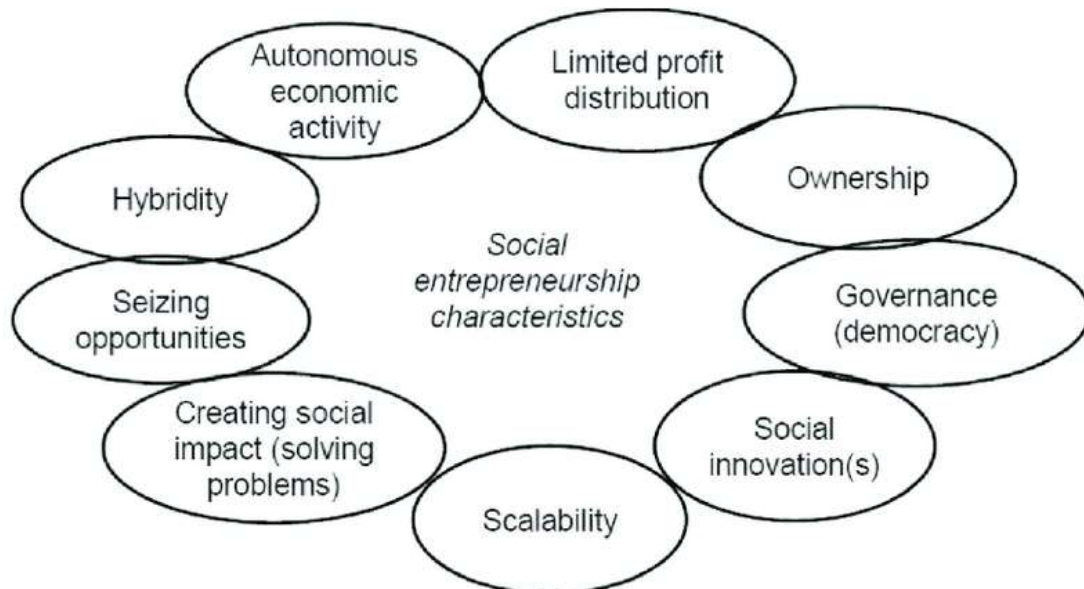 Autonomous
economic
activity
Limited profit
distribution
Ownership
Hybridity
Social
entrepreneurship
characteristics
Seizing
opportunities
Governance
(democracy)
Creating social
impact (solving
problems)
Social
innovation(s)
Scalability